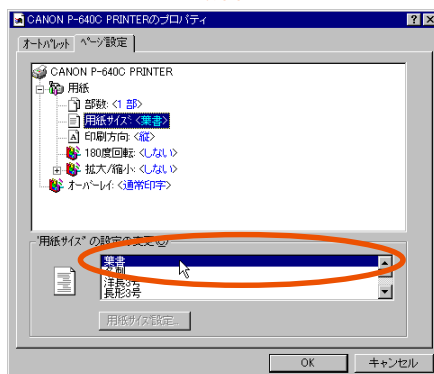 CANON P-640C PRINTERのプロパティ
オートパレット ページ設定
CANON P-640C PRINTER
用紙
部数: <1 部>
用紙サイズ: <葉書>
印刷方向: <縦>
180度回転: <しない>
拡大/縮小: <しない>
オーバーレイ: <通常印字>
'用紙サイズ' の設定の変更(C)
葉書
洋長3号
長形3号
用紙サイズ設定...
OK キャンセル